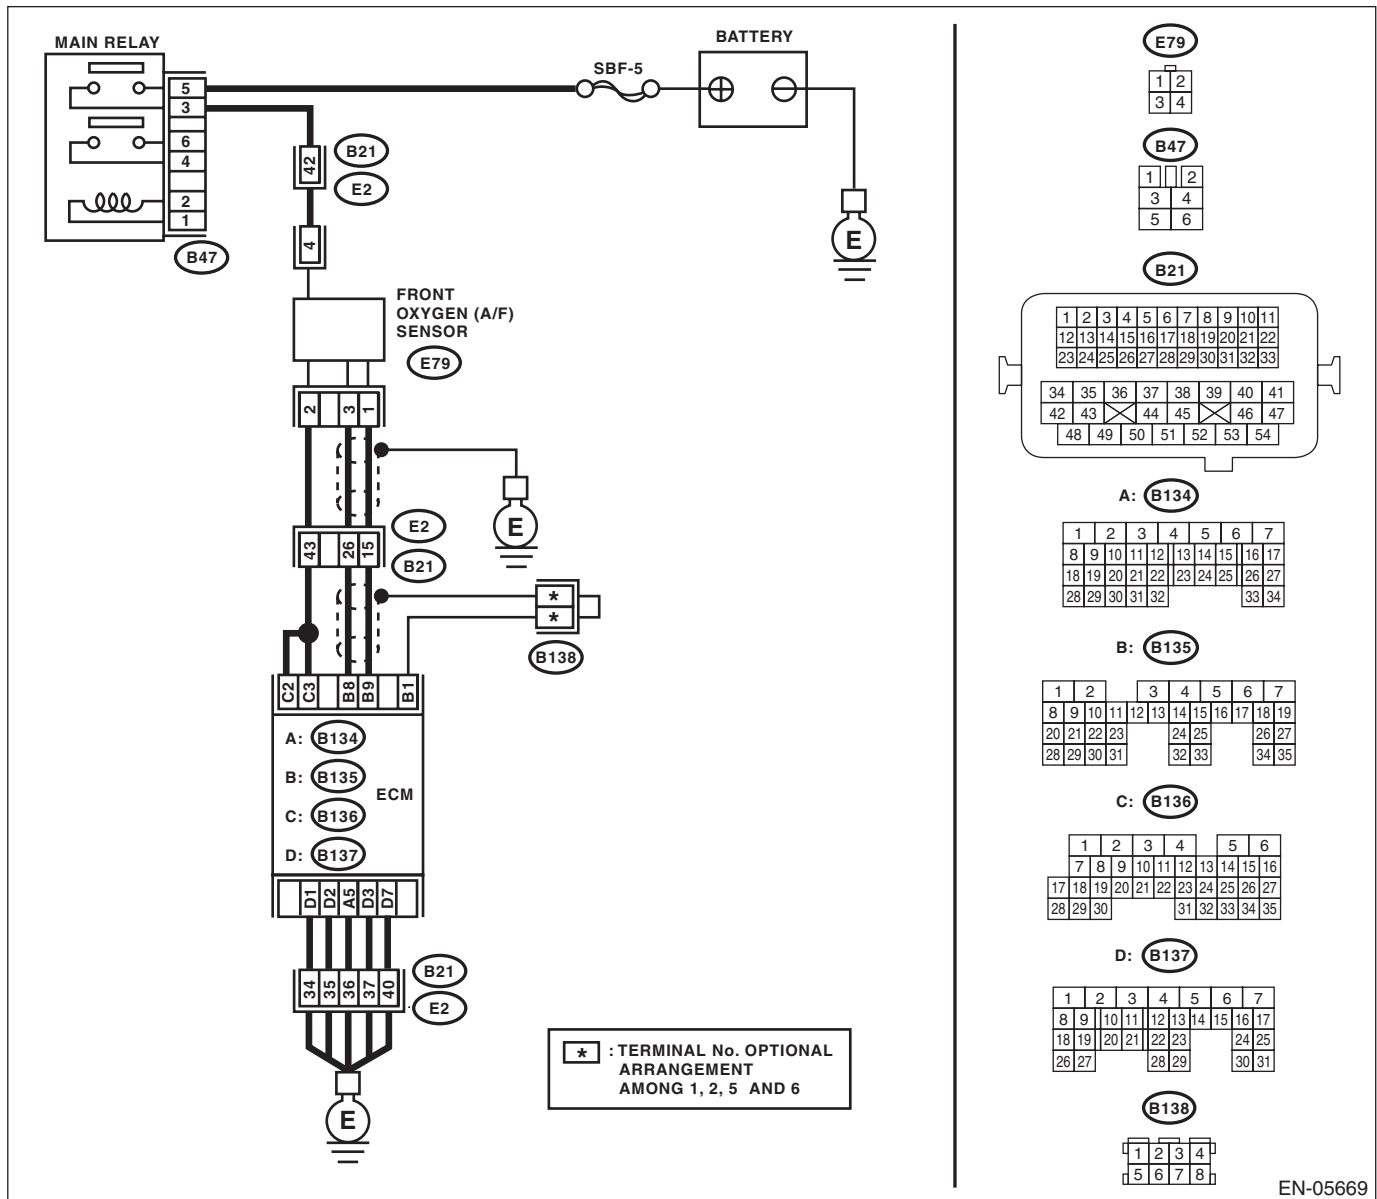 MAIN RELAY
5
3
6
4
2
1
B47
SBF-5
BATTERY
E
42
B21
E2
4
FRONT
OXYGEN (A/F)
SENSOR
E79
2 3 1
E
43 26 15
E2
B21
*
*
B138
C2 C3 B8 B9 B1
A: B134
B: B135
C: B136
D: B137
ECM
D1 D2 A5 D3 D7
34 35 36 37 40
B21
E2
E
* : TERMINAL No. OPTIONAL
ARRANGEMENT
AMONG 1, 2, 5 AND 6
E79
1 2
3 4
B47
1 2
3 4
5 6
B21
1 2 3 4 5 6 7 8 9 10 11
12 13 14 15 16 17 18 19 20 21 22
23 24 25 26 27 28 29 30 31 32 33
34 35 36 37 38 39 40 41
42 43 44 45 46 47
48 49 50 51 52 53 54
A: B134
1 2 3 4 5 6 7
8 9 10 11 12 13 14 15 16 17
18 19 20 21 22 23 24 25 26 27
28 29 30 31 32 33 34
B: B135
1 2 3 4 5 6 7
8 9 10 11 12 13 14 15 16 17 18 19
20 21 22 23 24 25 26 27
28 29 30 31 32 33 34 35
C: B136
1 2 3 4 5 6
7 8 9 10 11 12 13 14 15 16
17 18 19 20 21 22 23 24 25 26 27
28 29 30 31 32 33 34 35
D: B137
1 2 3 4 5 6 7
8 9 10 11 12 13 14 15 16 17
18 19 20 21 22 23 24 25
26 27 28 29 30 31
B138
1 2 3 4
5 6 7 8
EN-05669